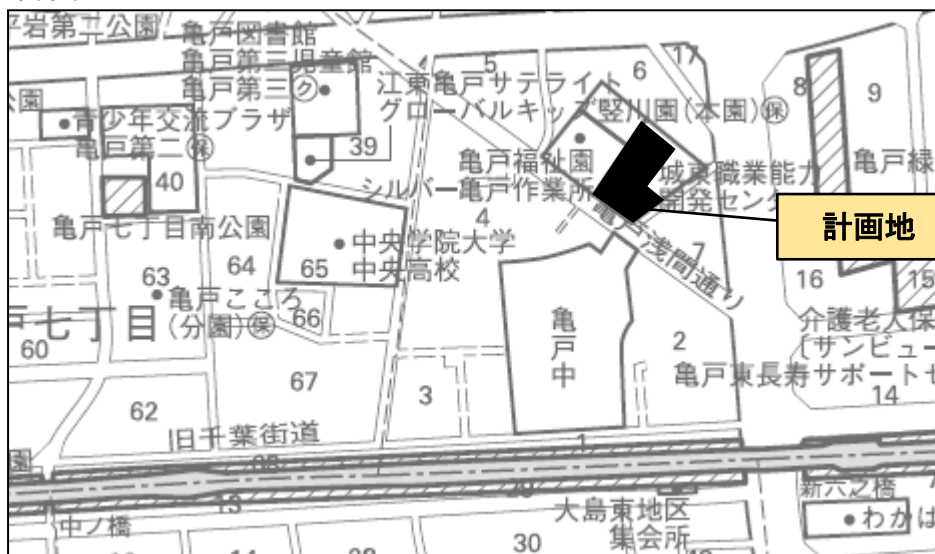 平岩第二公園
亀戸図書館
亀戸第三児童館
亀戸第三㋗
江東亀戸サテライト
グローバルキッズ竪川園(本園)㋭
5
6
17
8
9
青少年交流プラザ
亀戸第二㋭
40
39
亀戸福祉園
シルバー亀戸作業所
城東職業能力
開発センタ
亀戸緑
計画地
亀戸七丁目南公園
4
中央学院大学
中央高校
亀戸浅間通り
7
63
64
65
亀戸こころ
(分園)㋭
66
戸七丁目
60
16
15
亀戸中
2
介護老人保
〔サンビュー
亀戸東長寿サポートセ
14
62
67
3
旧千葉街道
1
68
13
中ノ橋
大島東地区
集会所
30
新六之橋
わかば